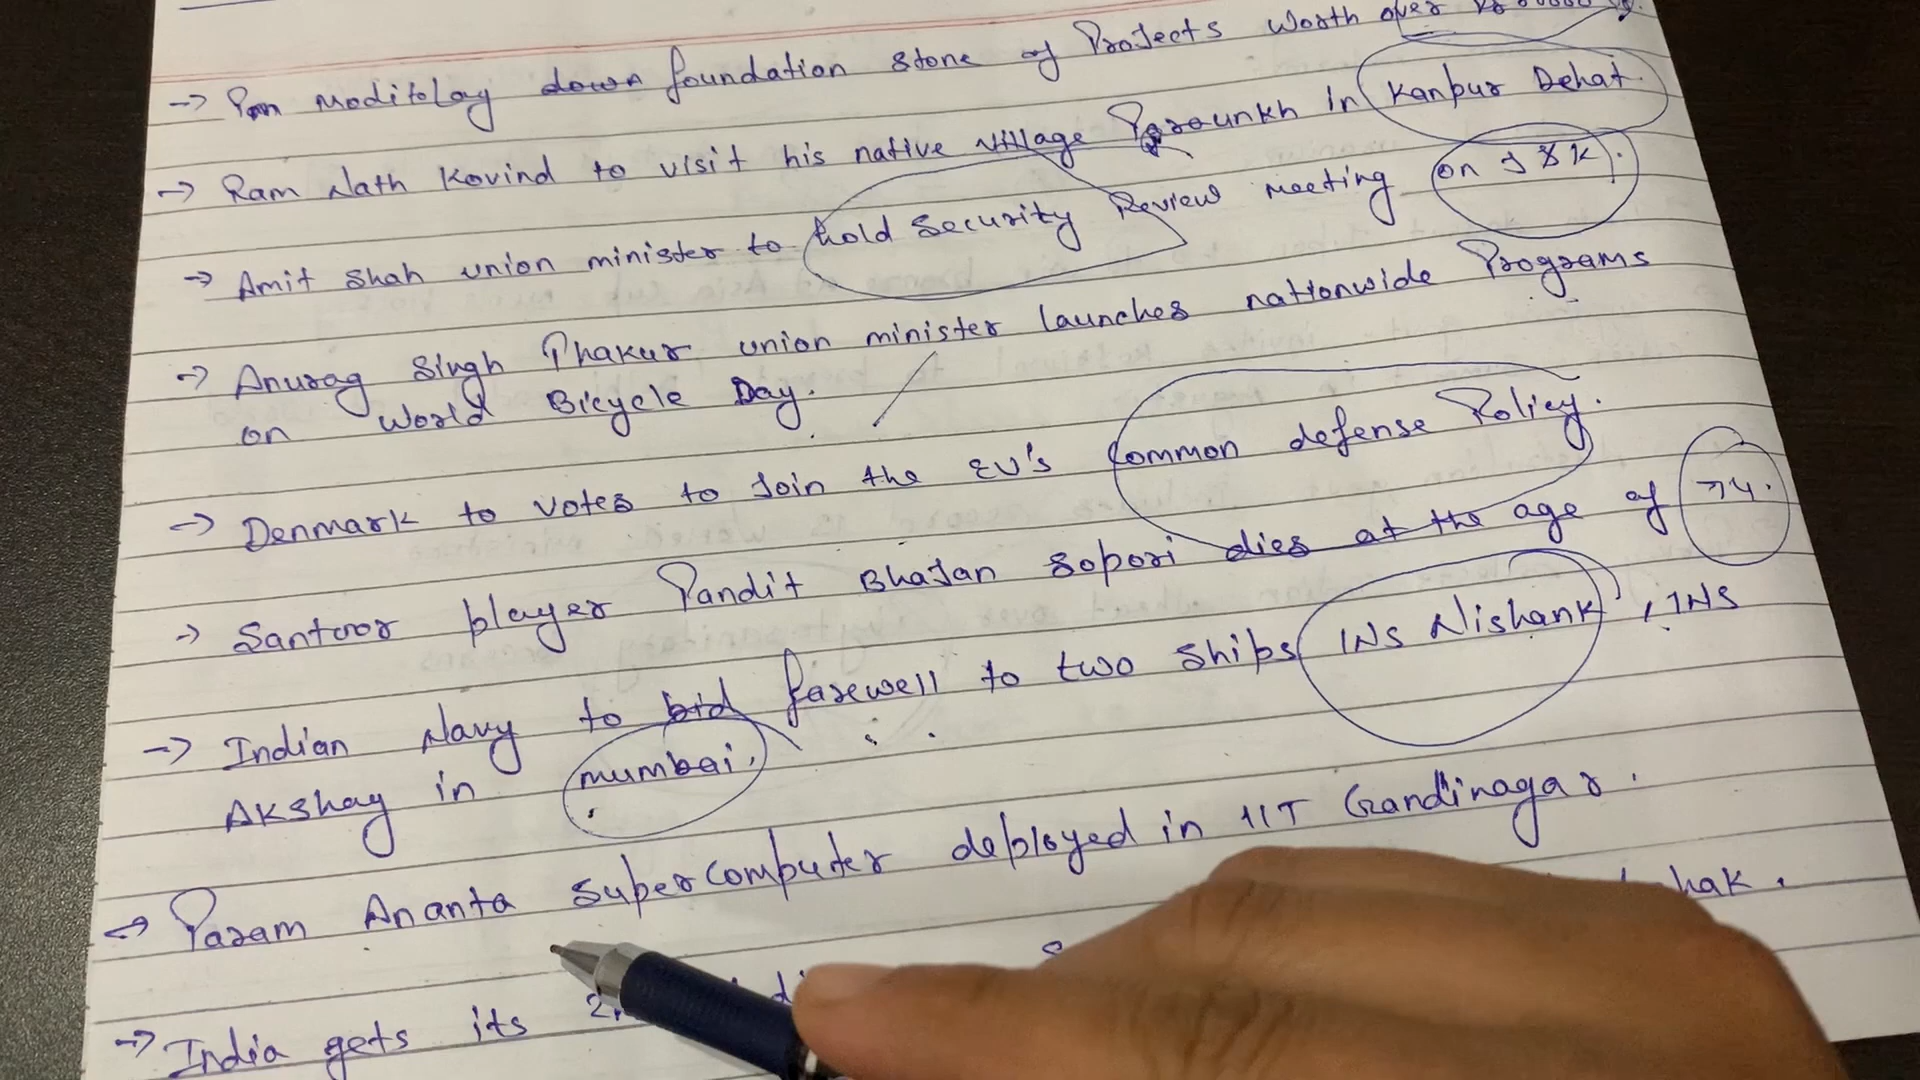 -> Pm Modi to Lay down foundation stone of Projects worth over
-> Ram Nath Kovind to visit his native village Paraunkh in Kanpur Dehat.
-> Amit Shah union minister to hold Security Review meeting on J&K.
-> Anurag Singh Thakur union minister launches nationwide Programs
on World Bicycle Day.
-> Denmark to votes to Join the EU's Common defense Policy.
-> Santoor player Pandit Bhajan Sopori dies at the age of 74.
-> Indian Navy to bid farewell to two ships INS Nishank, INS
Akshay in mumbai.
-> Param Ananta Supercomputer deployed in IIT Gandinagar.
-> India gets its